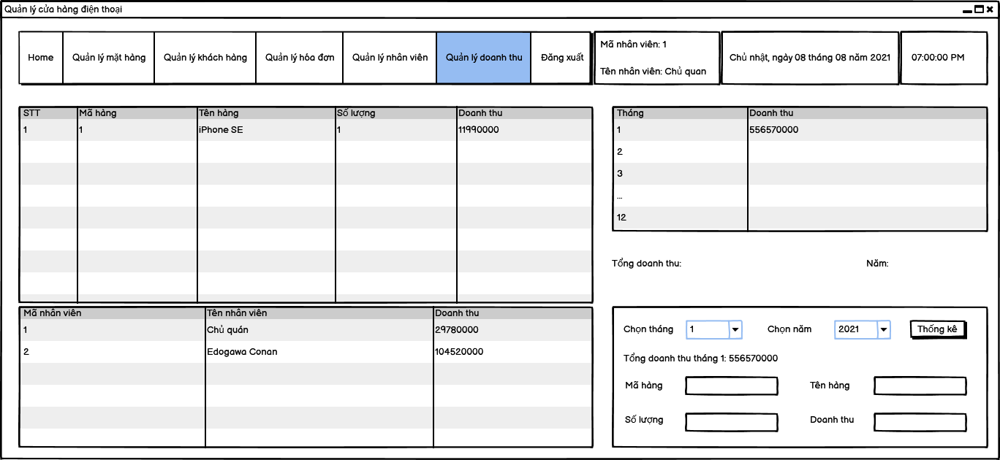 Quản lý cửa hàng điện thoại
Home Quản lý mặt hàng Quản lý khách hàng Quản lý hóa đơn Quản lý nhân viên Quản lý doanh thu Đăng xuất
Mã nhân viên: 1
Tên nhân viên: Chủ quan
Chủ nhật, ngày 08 tháng 08 năm 2021
07:00:00 PM
STT Mã hàng Tên hàng Số lượng Doanh thu
1 1 iPhone SE 1 11990000
Tháng Doanh thu
1 556570000
2
3
...
12
Tổng doanh thu: Năm:
Mã nhân viên Tên nhân viên Doanh thu
1 Chủ quán 29780000
2 Edogawa Conan 104520000
Chọn tháng 1 Chọn năm 2021 Thống kê
Tổng doanh thu tháng 1: 556570000
Mã hàng Tên hàng
Số lượng Doanh thu